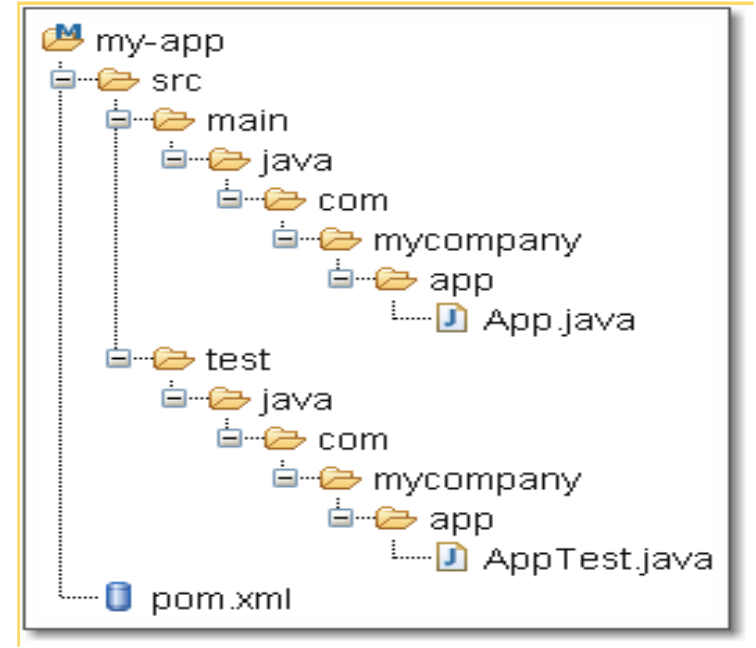 my-app
src
main
java
com
mycompany
app
App.java
test
java
com
mycompany
app
AppTest.java
pom.xml